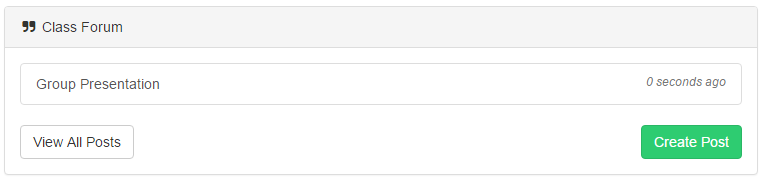 Class Forum
Group Presentation 0 seconds ago
View All Posts Create Post